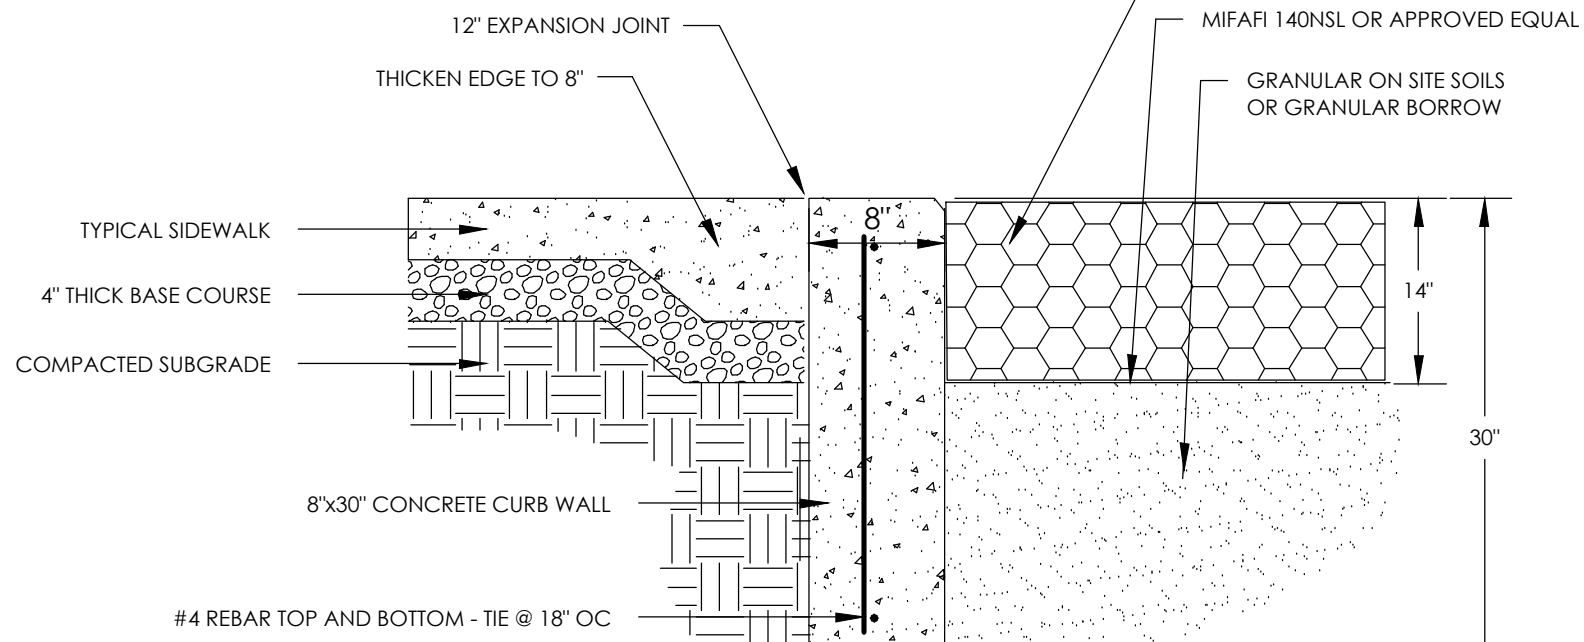 12" EXPANSION JOINT
MIFAFI 140NSL OR APPROVED EQUAL
THICKEN EDGE TO 8"
GRANULAR ON SITE SOILS
OR GRANULAR BORROW
TYPICAL SIDEWALK
8"
4" THICK BASE COURSE
14"
COMPACTED SUBGRADE
30"
8"x30" CONCRETE CURB WALL
#4 REBAR TOP AND BOTTOM - TIE @ 18" OC